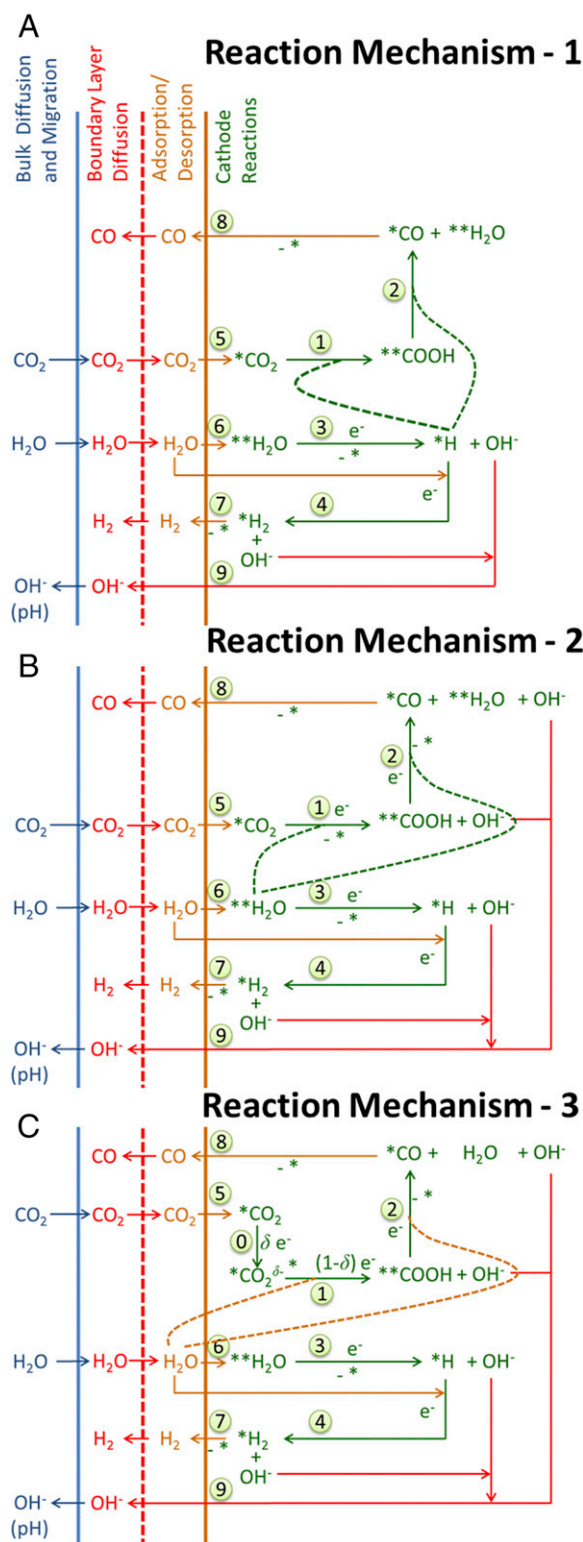 A
Reaction Mechanism - 1
Bulk Diffusion
and Migration
Boundary Layer
Diffusion
Adsorption/
Desorption
Cathode
Reactions
CO CO 8 - * *CO + **H₂O
2
CO₂ CO₂ CO₂ 5 *CO₂ 1 **COOH
H₂O H₂O H₂O 6 **H₂O 3 e⁻ - * *H + OH⁻
H₂ H₂ 7 - * *H₂ 4 e⁻
+
OH⁻
OH⁻ OH⁻ 9
(pH)
Reaction Mechanism - 2
B
CO CO 8 - * *CO + **H₂O + OH⁻
2 e⁻ - *
CO₂ CO₂ CO₂ 5 *CO₂ 1 e⁻ - * **COOH + OH⁻
H₂O H₂O H₂O 6 **H₂O 3 e⁻ - * *H + OH⁻
H₂ H₂ 7 - * *H₂ 4 e⁻
+
OH⁻
OH⁻ OH⁻ 9
(pH)
Reaction Mechanism - 3
C
CO CO 8 - * *CO + H₂O + OH⁻
CO₂ CO₂ CO₂ 5 *CO₂ 2 e⁻ - *
0 δ e⁻
*CO₂^δ- * (1-δ) e⁻ 1 **COOH + OH⁻
H₂O H₂O H₂O 6 **H₂O 3 e⁻ - * *H + OH⁻
H₂ H₂ 7 - * *H₂ 4 e⁻
+
OH⁻
OH⁻ OH⁻ 9
(pH)